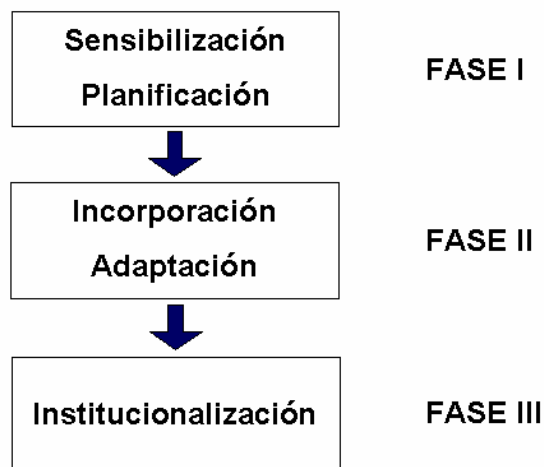 Sensibilización
Planificación
FASE I
Incorporación
Adaptación
FASE II
Institucionalización
FASE III